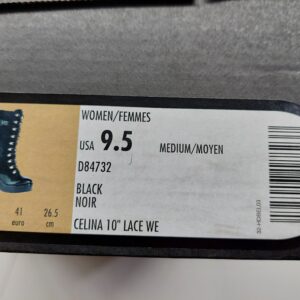 WOMEN/FEMMES
USA 9.5 MEDIUM/MOYEN
D84732
BLACK
NOIR
41 26.5
euro cm
CELINA 10" LACE WE